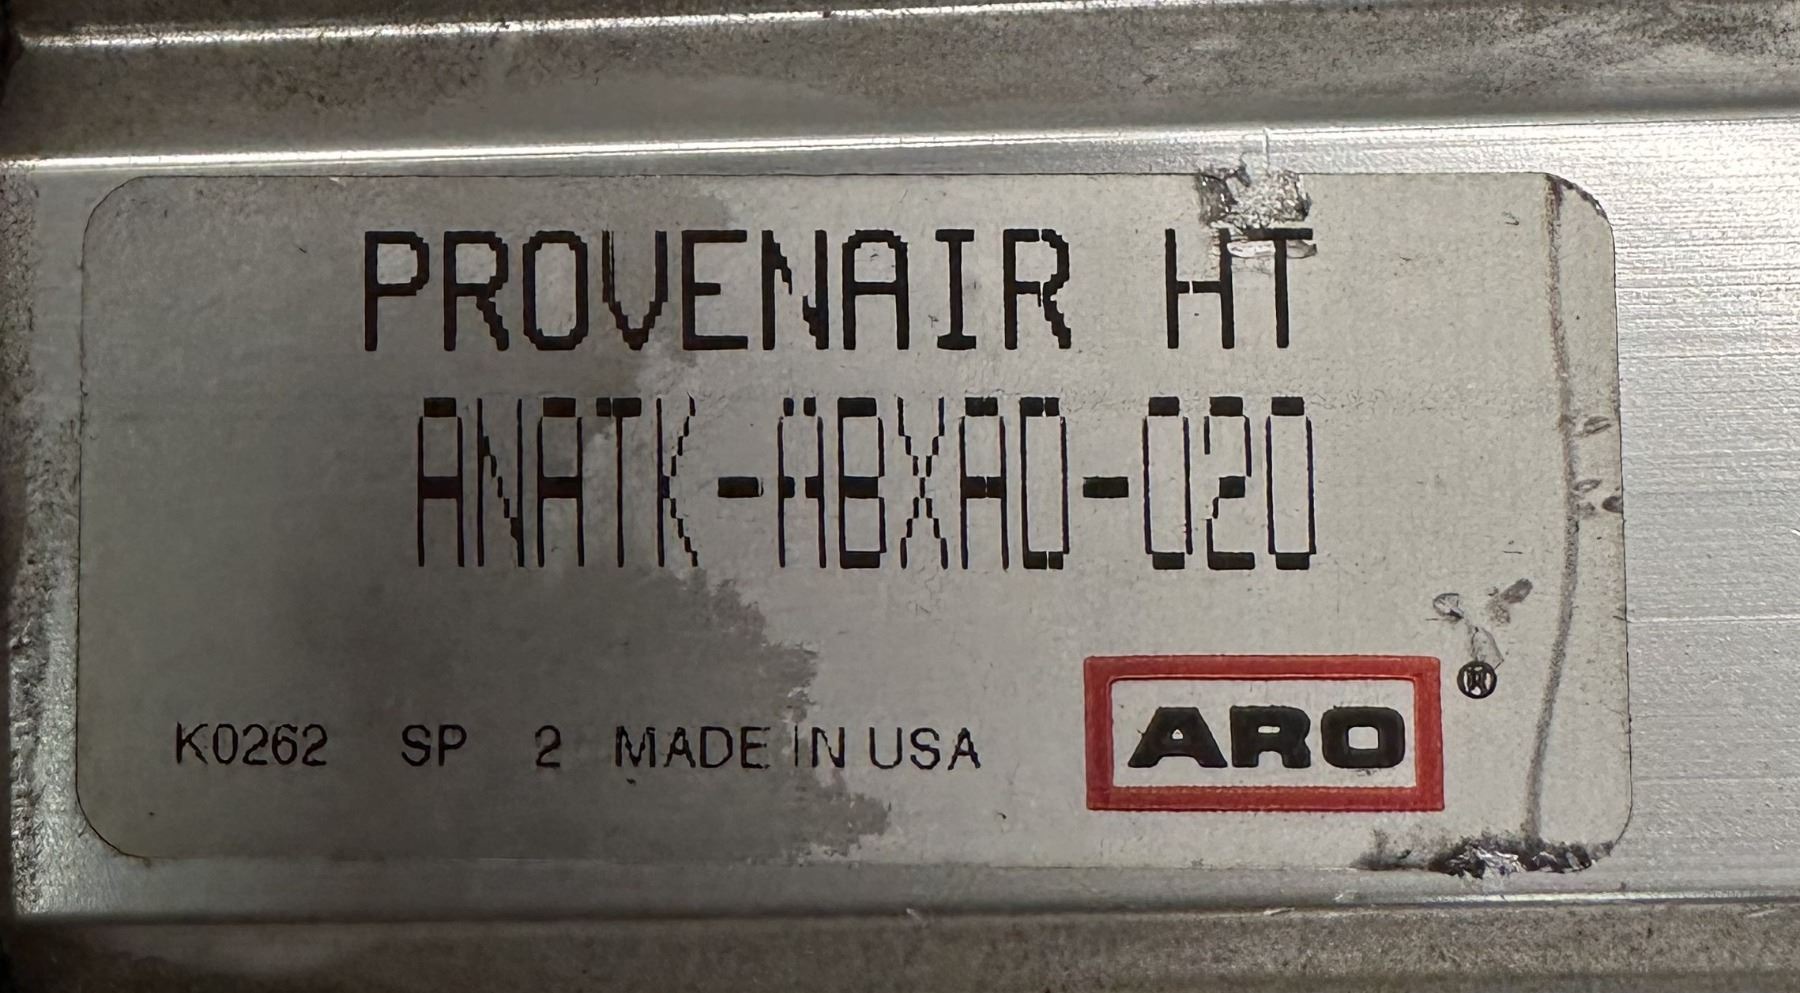 PROVENAIR HT
ANATK-ABXAD-020
K0262 SP 2 MADE IN USA
ARO®